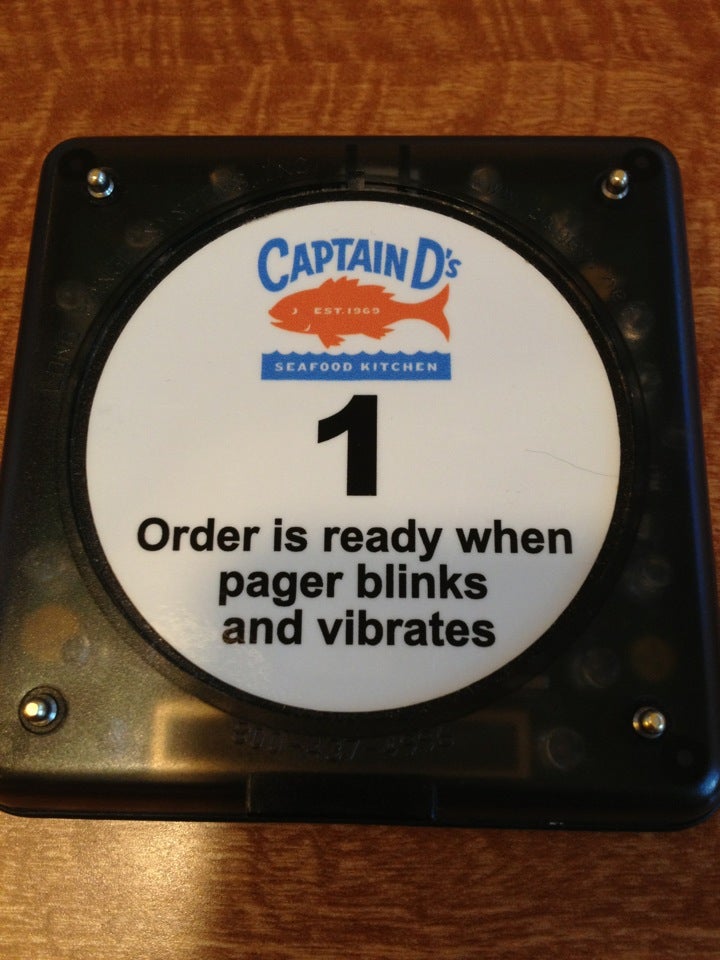 CAPTAIN D's
EST. 1969
SEAFOOD KITCHEN
1
Order is ready when
pager blinks
and vibrates